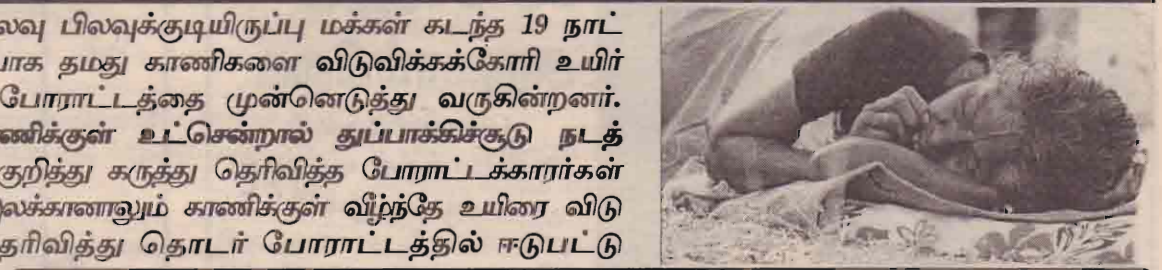 லவு பிலவுக்குடியிருப்பு மக்கள் கடந்த 19 நாட்
பாக தமது காணிகளை விடுவிக்கக்கோரி உயிர்
போராட்டத்தை முன்னெடுத்து வருகின்றனர்.
ணிக்குள் உட்சென்றால் துப்பாக்கிச்சூடு நடத்
குறித்து கருத்து தெரிவித்த போராட்டக்காரர்கள்
லக்கானாலும் காணிக்குள் வீழ்ந்தே உயிரை விடு
தரிவித்து தொடர் போராட்டத்தில் ஈடுபட்டு